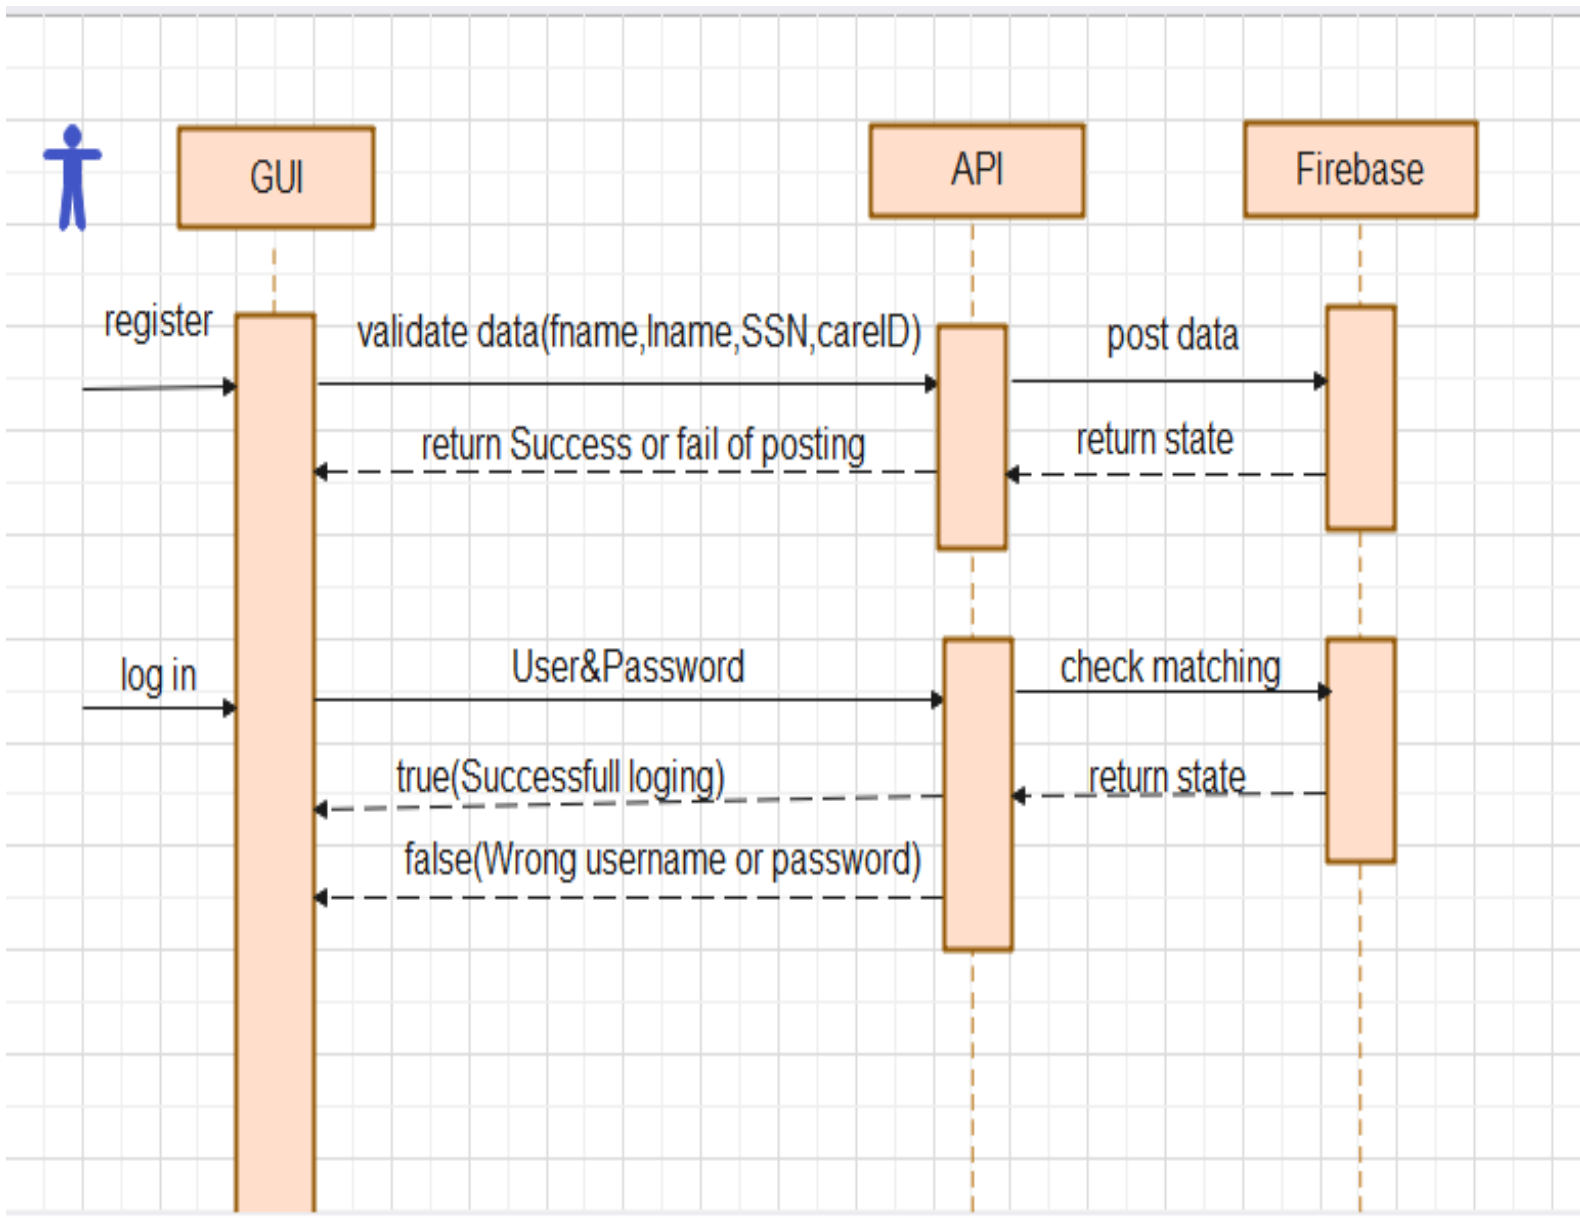 GUI
API
Firebase
register
validate data(fname,lname,SSN,careID)
post data
return Success or fail of posting
return state
log in
User&Password
check matching
true(Successfull loging)
return state
false(Wrong username or password)